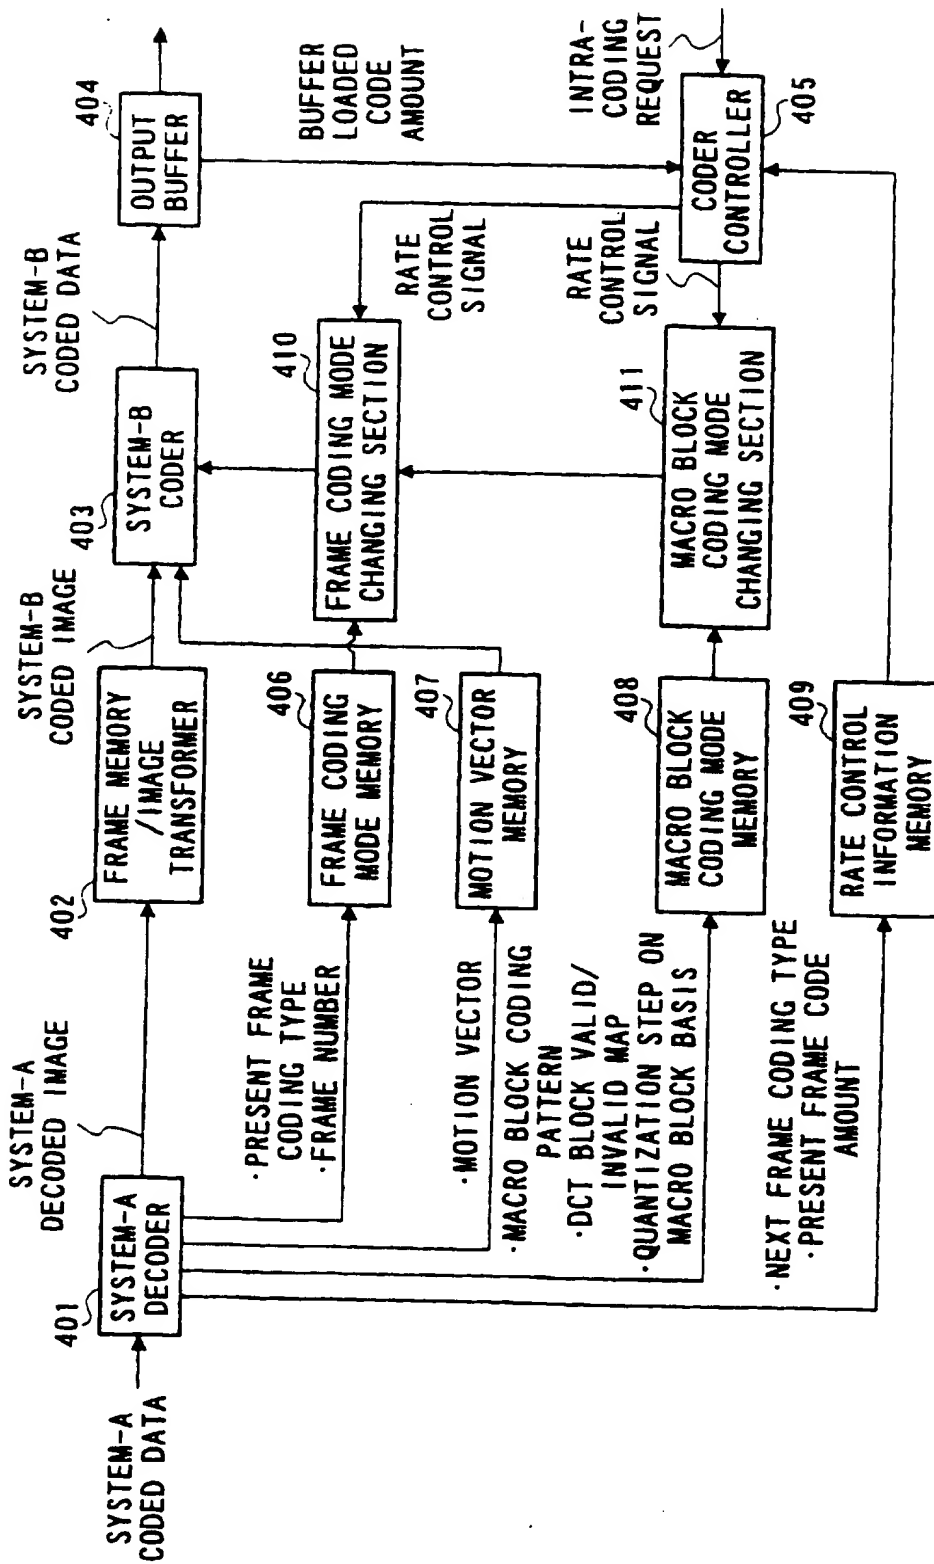 SYSTEM-A
CODED DATA
401
SYSTEM-A
DECODER
SYSTEM-A
DECODED IMAGE
402
FRAME MEMORY
/IMAGE
TRANSFORMER
SYSTEM-B
CODED IMAGE
403
SYSTEM-B
CODER
SYSTEM-B
CODED DATA
404
OUTPUT
BUFFER
·PRESENT FRAME
CODING TYPE
·FRAME NUMBER
406
FRAME CODING
MODE MEMORY
410
FRAME CODING MODE
CHANGING SECTION
BUFFER
LOADED
CODE
AMOUNT
·MOTION VECTOR
407
MOTION VECTOR
MEMORY
RATE
CONTROL
SIGNAL
·MACRO BLOCK CODING
PATTERN
·DCT BLOCK VALID/
INVALID MAP
·QUANTIZATION STEP ON
MACRO BLOCK BASIS
408
MACRO BLOCK
CODING MODE
MEMORY
411
MACRO BLOCK
CODING MODE
CHANGING SECTION
RATE
CONTROL
SIGNAL
INTRA-
CODING
REQUEST
CODER
CONTROLLER
405
·NEXT FRAME CODING TYPE
·PRESENT FRAME CODE
AMOUNT
409
RATE CONTROL
INFORMATION
MEMORY